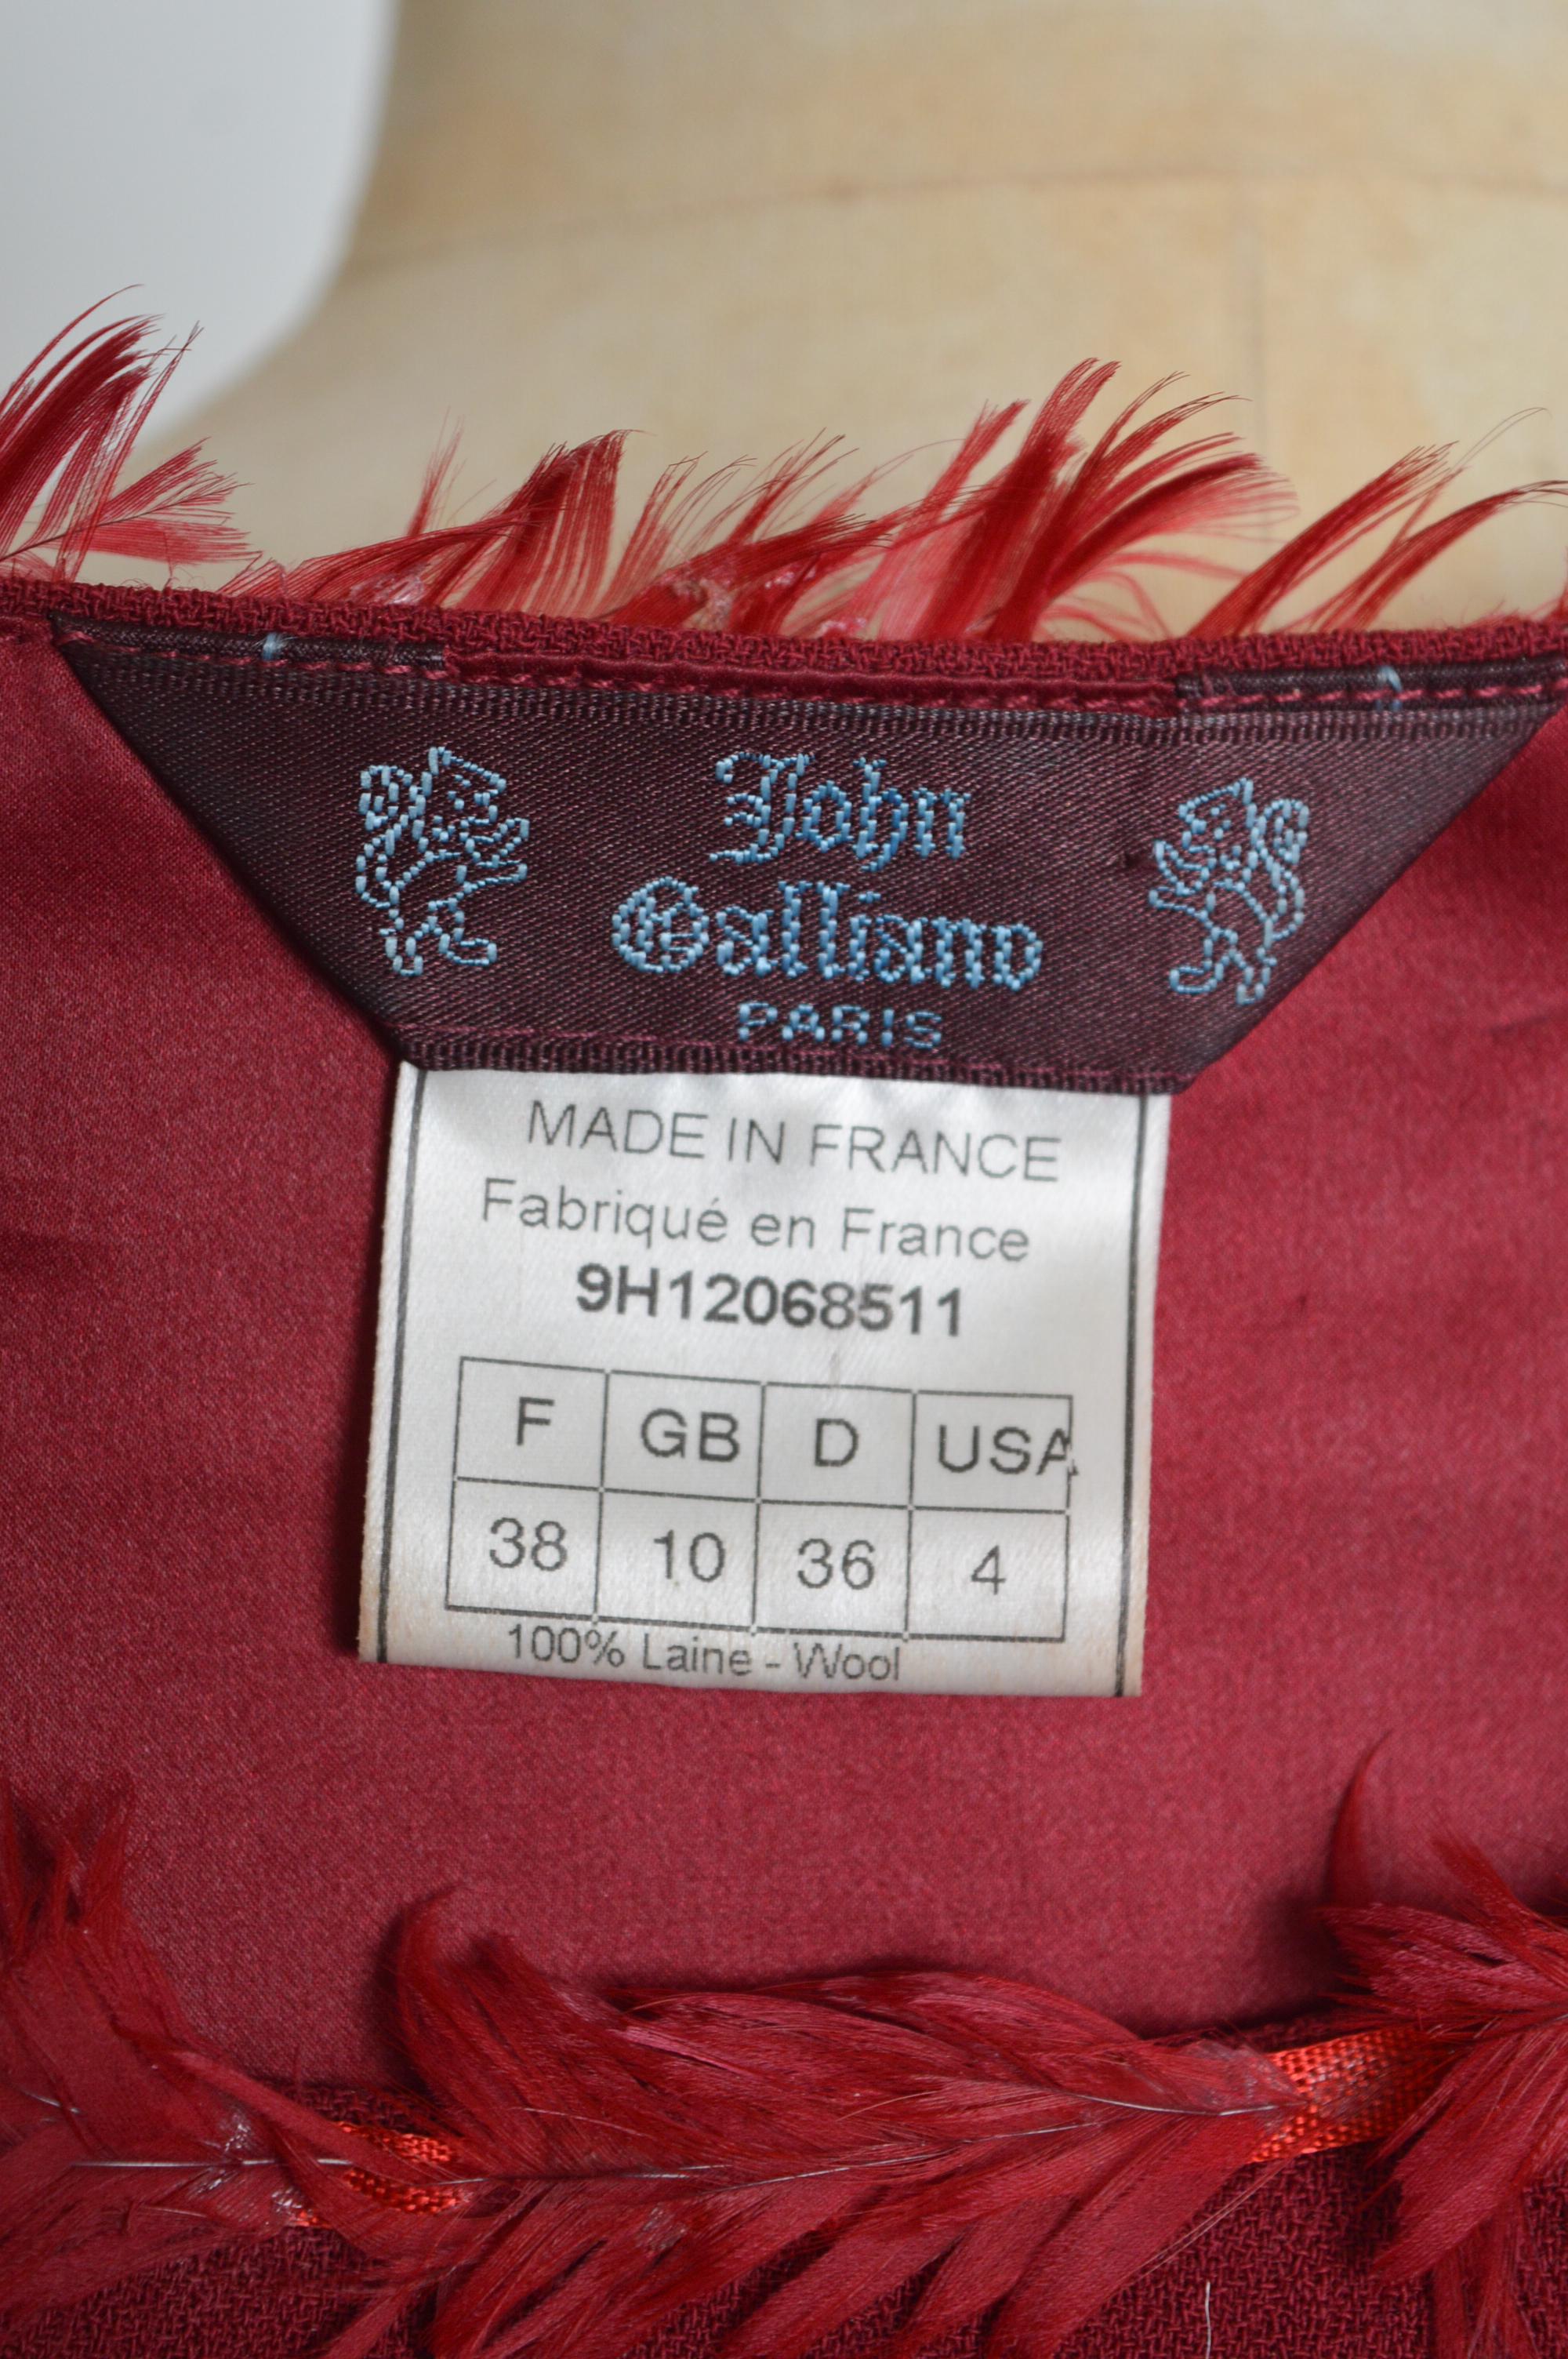 John
Galliano
PARIS
MADE IN FRANCE
Fabriqué en France
9H12068511
F GB D USA
38 10 36 4
100% Laine - Wool